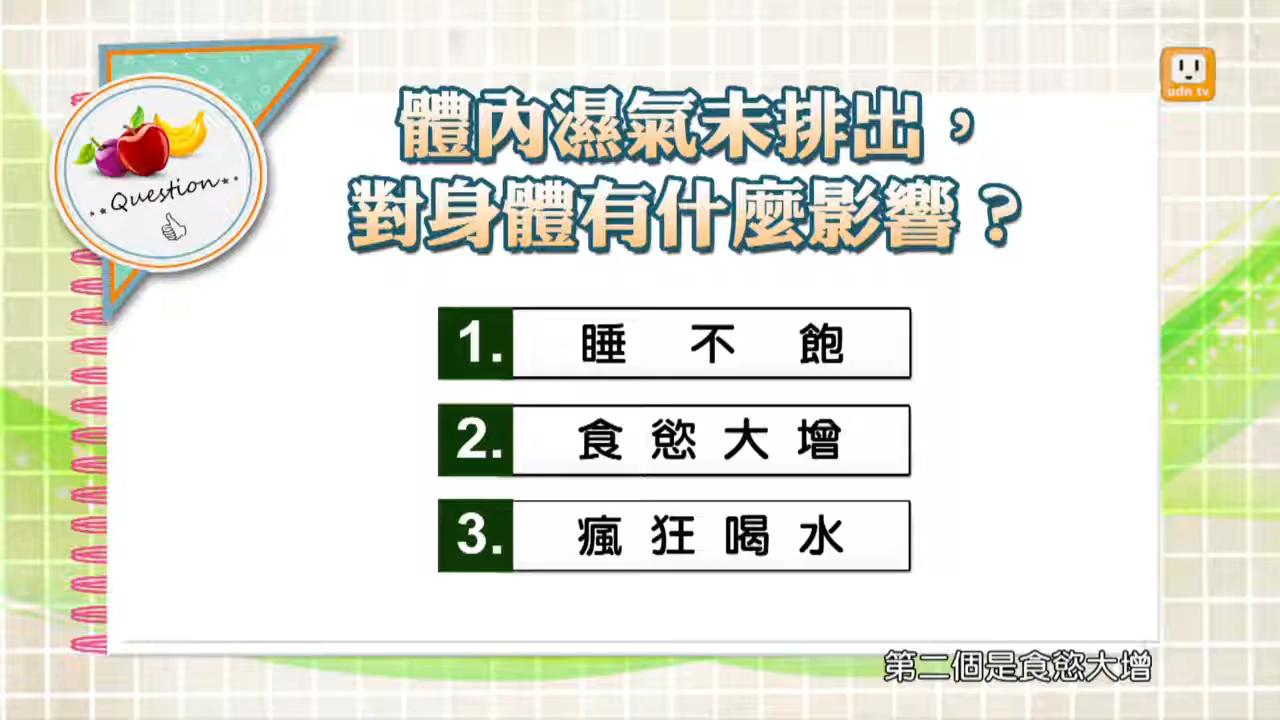 體內濕氣未排出，
對身體有什麼影響？
udn tv
Question
1. 睡不飽
2. 食慾大增
3. 瘋狂喝水
第二個是食慾大增